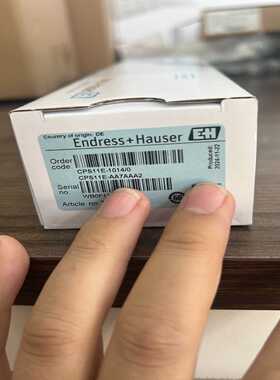 Country of origin: DE
Endress+Hauser
E+H
Order
code:
CPS11E-1014/0
CPS11E-AA7AAA2
Serial
no.:
Article no.
Produced:
2024-11-22